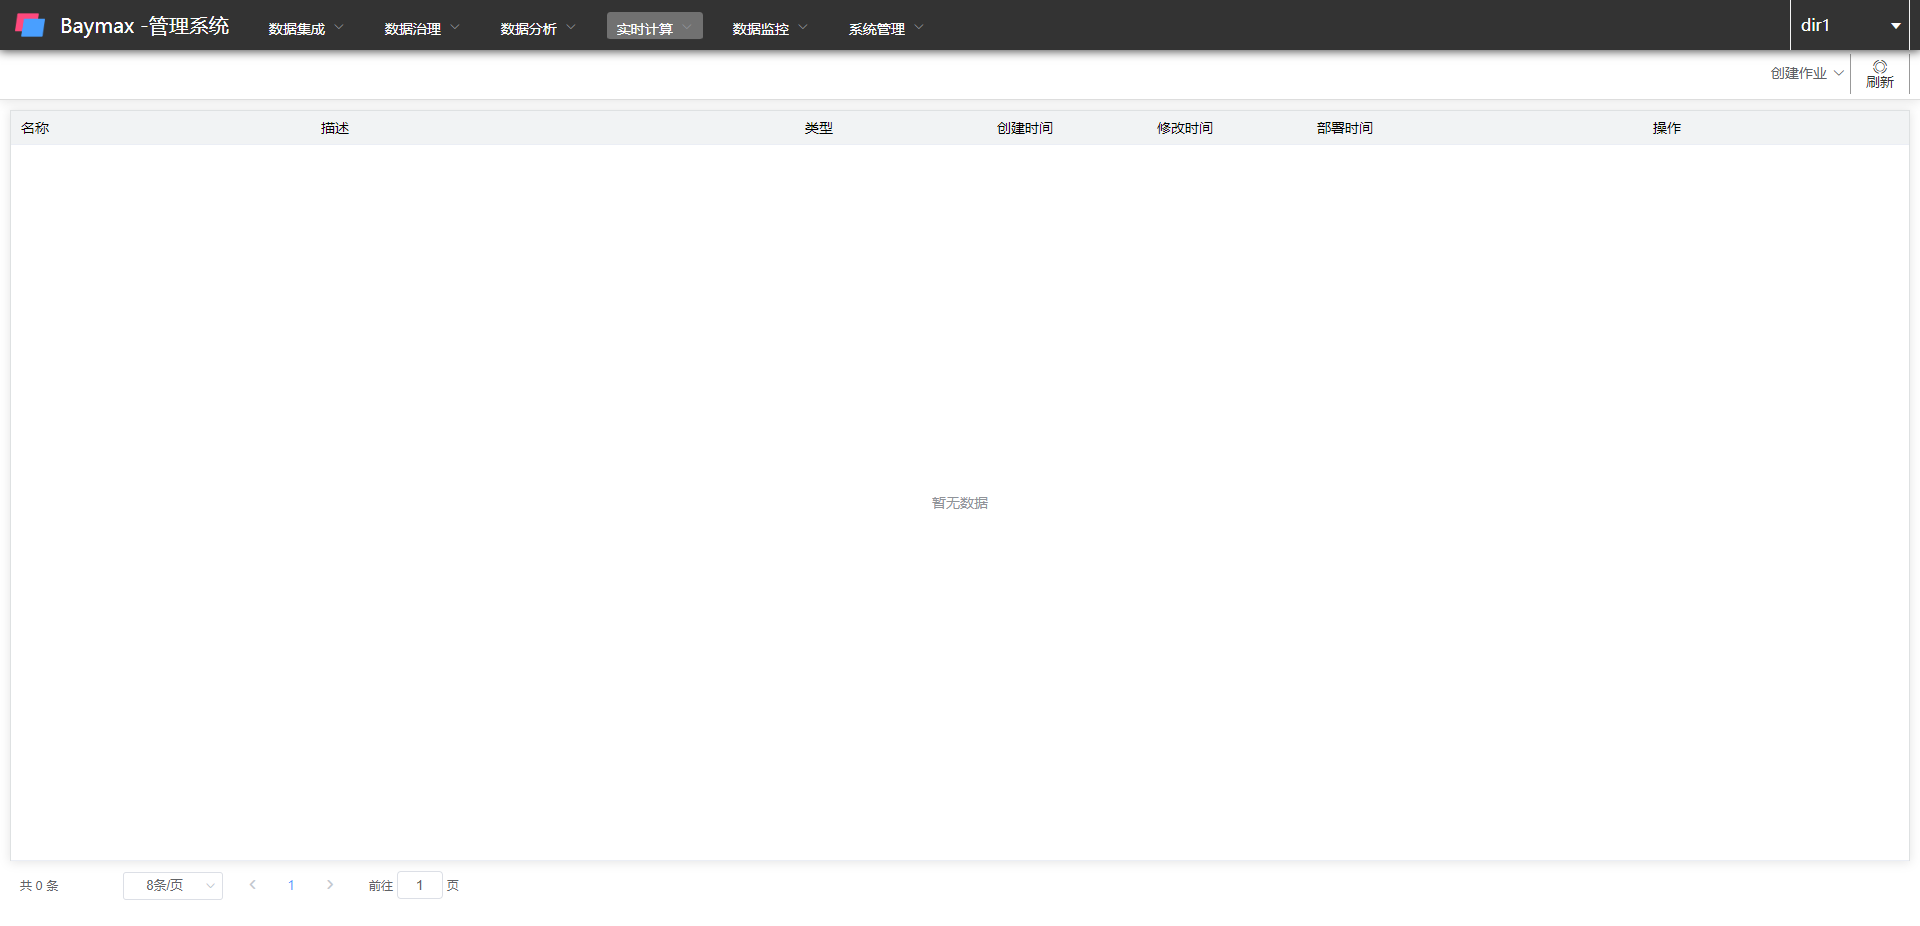 Baymax -管理系统 数据集成 数据治理 数据分析 实时计算 数据监控 系统管理 dir1
创建作业 刷新
名称 描述 类型 创建时间 修改时间 部署时间 操作
暂无数据
共 0 条 8条/页 1 前往 1 页